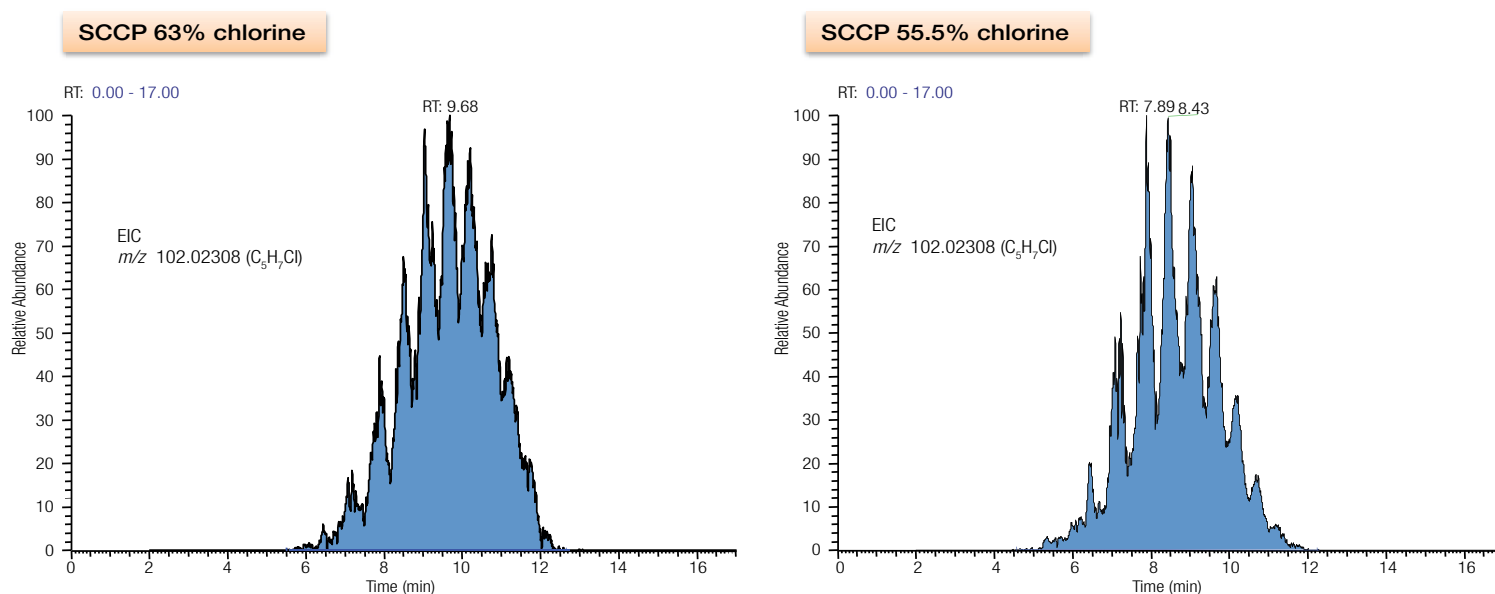 SCCP 63% chlorine
RT: 0.00 - 17.00
RT: 9.68
100
90
80
70
60
50
40
30
20
10
0
Relative Abundance
EIC
m/z 102.02308 (C5H7Cl)
0 2 4 6 8 10 12 14 16
Time (min)
SCCP 55.5% chlorine
RT: 0.00 - 17.00
RT: 7.89 8.43
100
90
80
70
60
50
40
30
20
10
0
Relative Abundance
EIC
m/z 102.02308 (C5H7Cl)
0 2 4 6 8 10 12 14 16
Time (min)